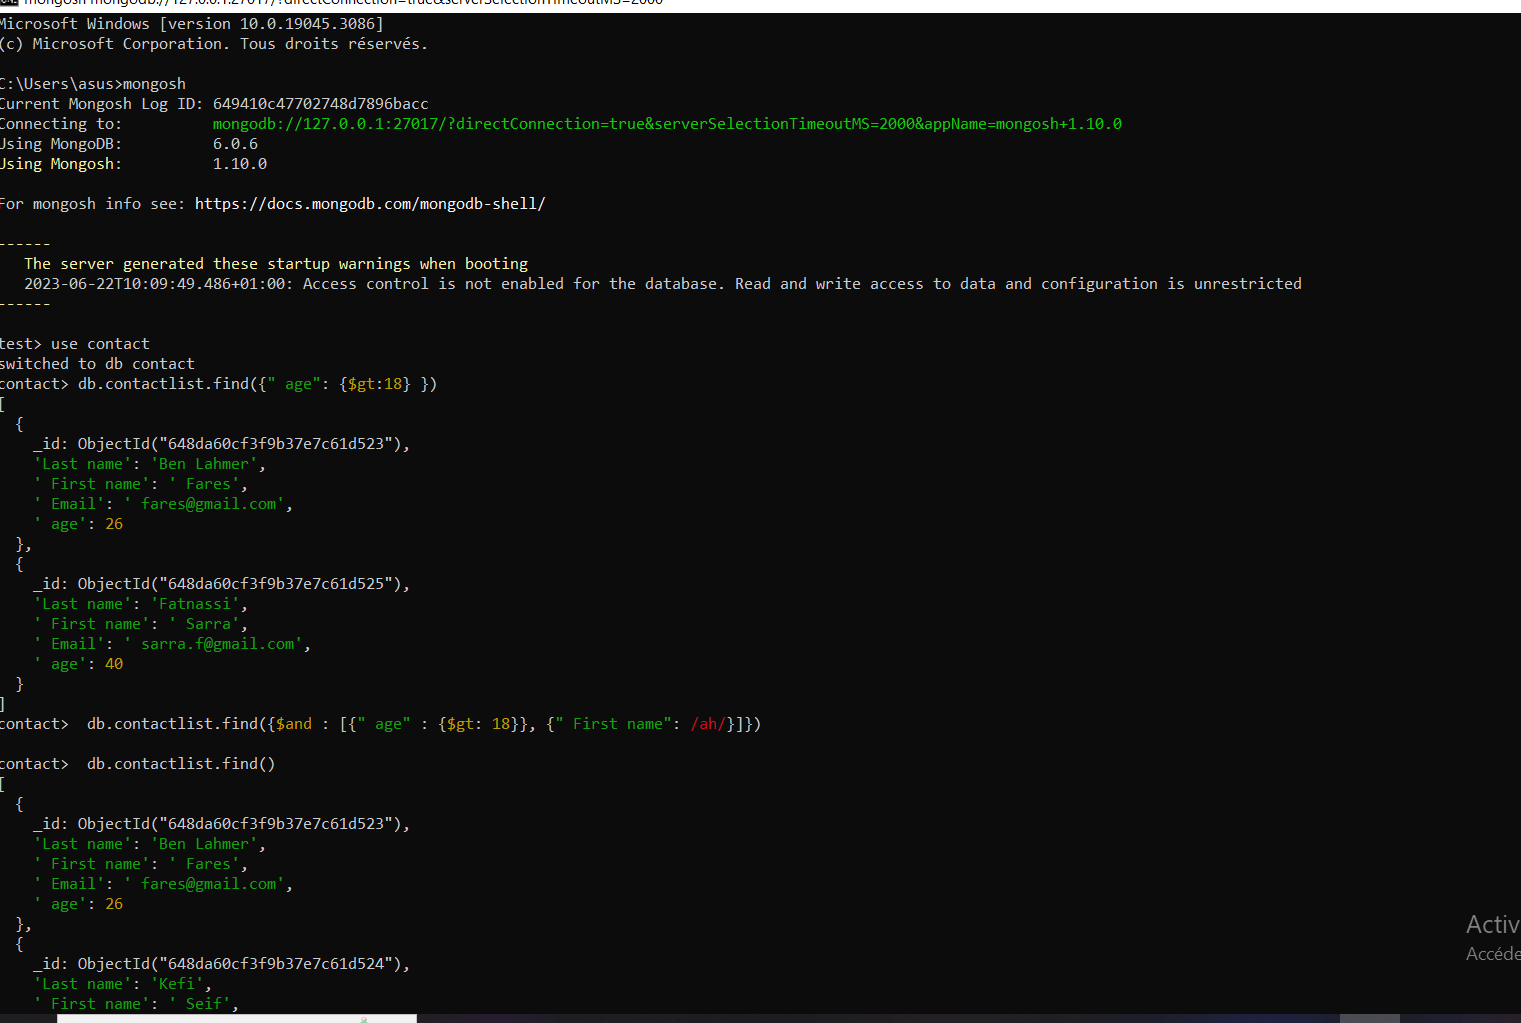 mongosh mongodb://127.0.0.1:27017/?directConnection=true&serverSelectionTimeoutMS=2000
Microsoft Windows [version 10.0.19045.3086]
(c) Microsoft Corporation. Tous droits réservés.
C:\Users\asus>mongosh
Current Mongosh Log ID: 649410c47702748d7896bacc
Connecting to: mongodb://127.0.0.1:27017/?directConnection=true&serverSelectionTimeoutMS=2000&appName=mongosh+1.10.0
Using MongoDB: 6.0.6
Using Mongosh: 1.10.0
For mongosh info see: https://docs.mongodb.com/mongodb-shell/
------
The server generated these startup warnings when booting
2023-06-22T10:09:49.486+01:00: Access control is not enabled for the database. Read and write access to data and configuration is unrestricted
------
test> use contact
switched to db contact
contact> db.contactlist.find({" age": {$gt:18} })
[
{
_id: ObjectId("648da60cf3f9b37e7c61d523"),
'Last name': 'Ben Lahmer',
' First name': ' Fares',
' Email': ' fares@gmail.com',
' age': 26
},
{
_id: ObjectId("648da60cf3f9b37e7c61d525"),
'Last name': 'Fatnassi',
' First name': ' Sarra',
' Email': ' sarra.f@gmail.com',
' age': 40
}
]
contact>  db.contactlist.find({$and : [{" age" : {$gt: 18}}, {" First name": /ah/}]})
contact>  db.contactlist.find()
[
{
_id: ObjectId("648da60cf3f9b37e7c61d523"),
'Last name': 'Ben Lahmer',
' First name': ' Fares',
' Email': ' fares@gmail.com',
' age': 26
},
{
_id: ObjectId("648da60cf3f9b37e7c61d524"),
'Last name': 'Kefi',
' First name': ' Seif',
Activ
Accéde